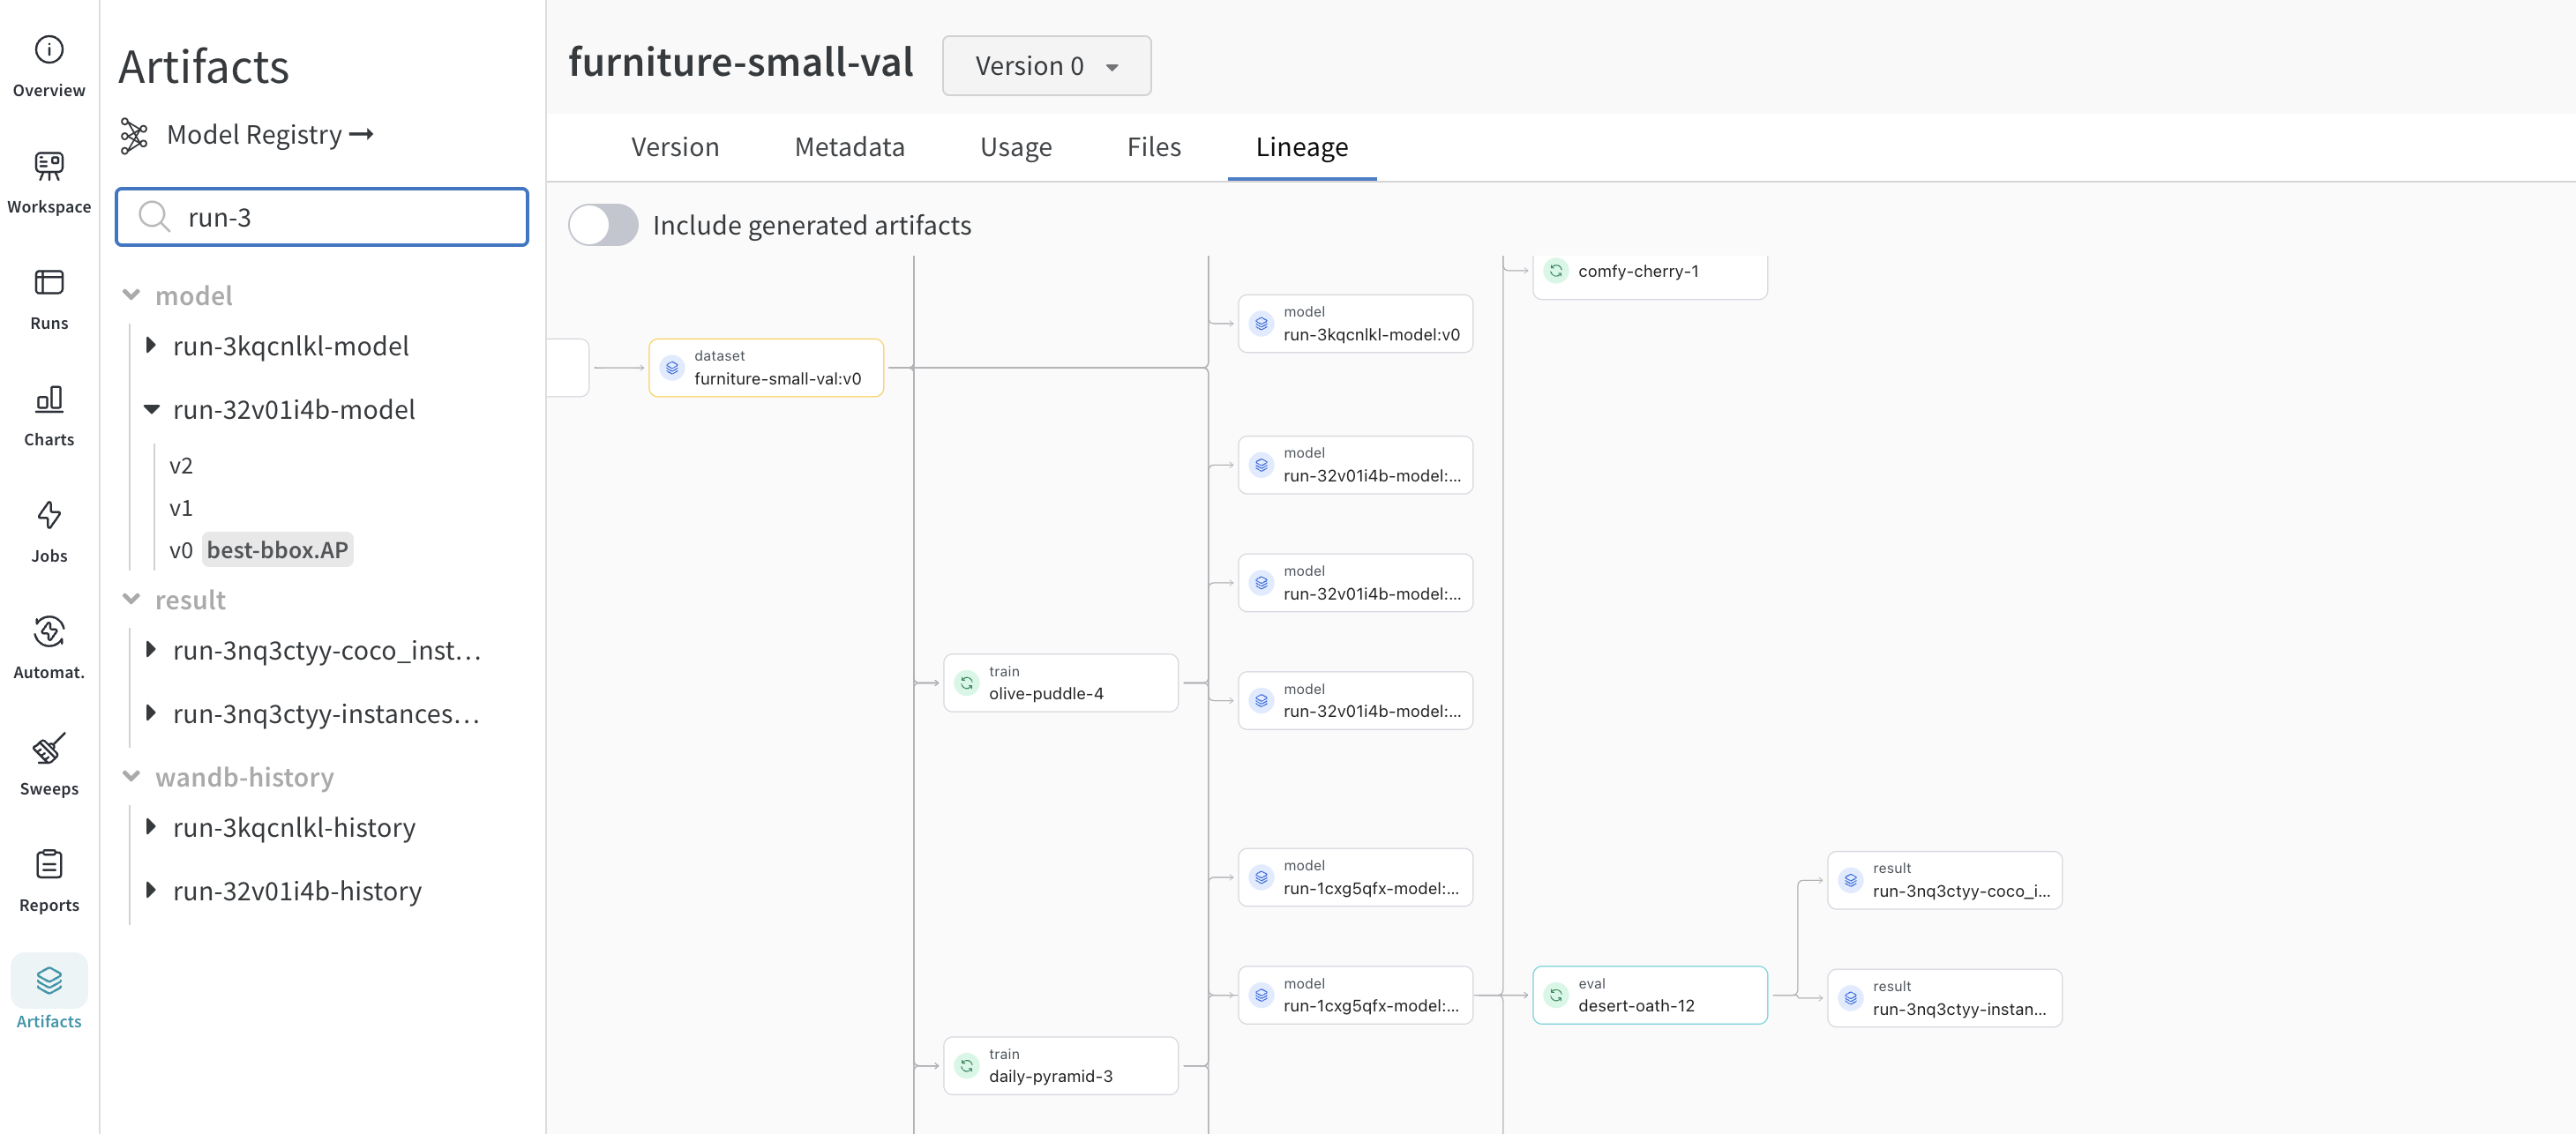 Overview
Workspace
Runs
Charts
Jobs
Automat.
Sweeps
Reports
Artifacts
Artifacts
Model Registry
run-3
model
run-3kqcnlkl-model
run-32v01i4b-model
v2
v1
v0 best-bbox.AP
result
run-3nq3ctyy-coco_inst...
run-3nq3ctyy-instances...
wandb-history
run-3kqcnlkl-history
run-32v01i4b-history
furniture-small-val
Version 0
Version Metadata Usage Files Lineage
Include generated artifacts
dataset
furniture-small-val:v0
train
olive-puddle-4
train
daily-pyramid-3
model
run-3kqcnlkl-model:v0
model
run-32v01i4b-model:...
model
run-32v01i4b-model:...
model
run-32v01i4b-model:...
model
run-1cxg5qfx-model:...
model
run-1cxg5qfx-model:...
comfy-cherry-1
eval
desert-oath-12
result
run-3nq3ctyy-coco_i...
result
run-3nq3ctyy-instan...